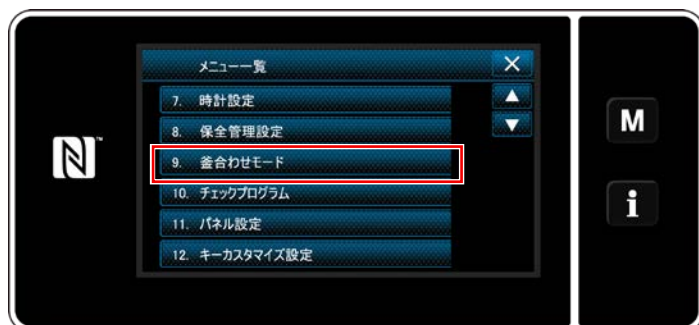 メニュー一覧
7. 時計設定
8. 保全管理設定
9. 釜合わせモード
10. チェックプログラム
11. パネル設定
12. キーカスタマイズ設定
M
i